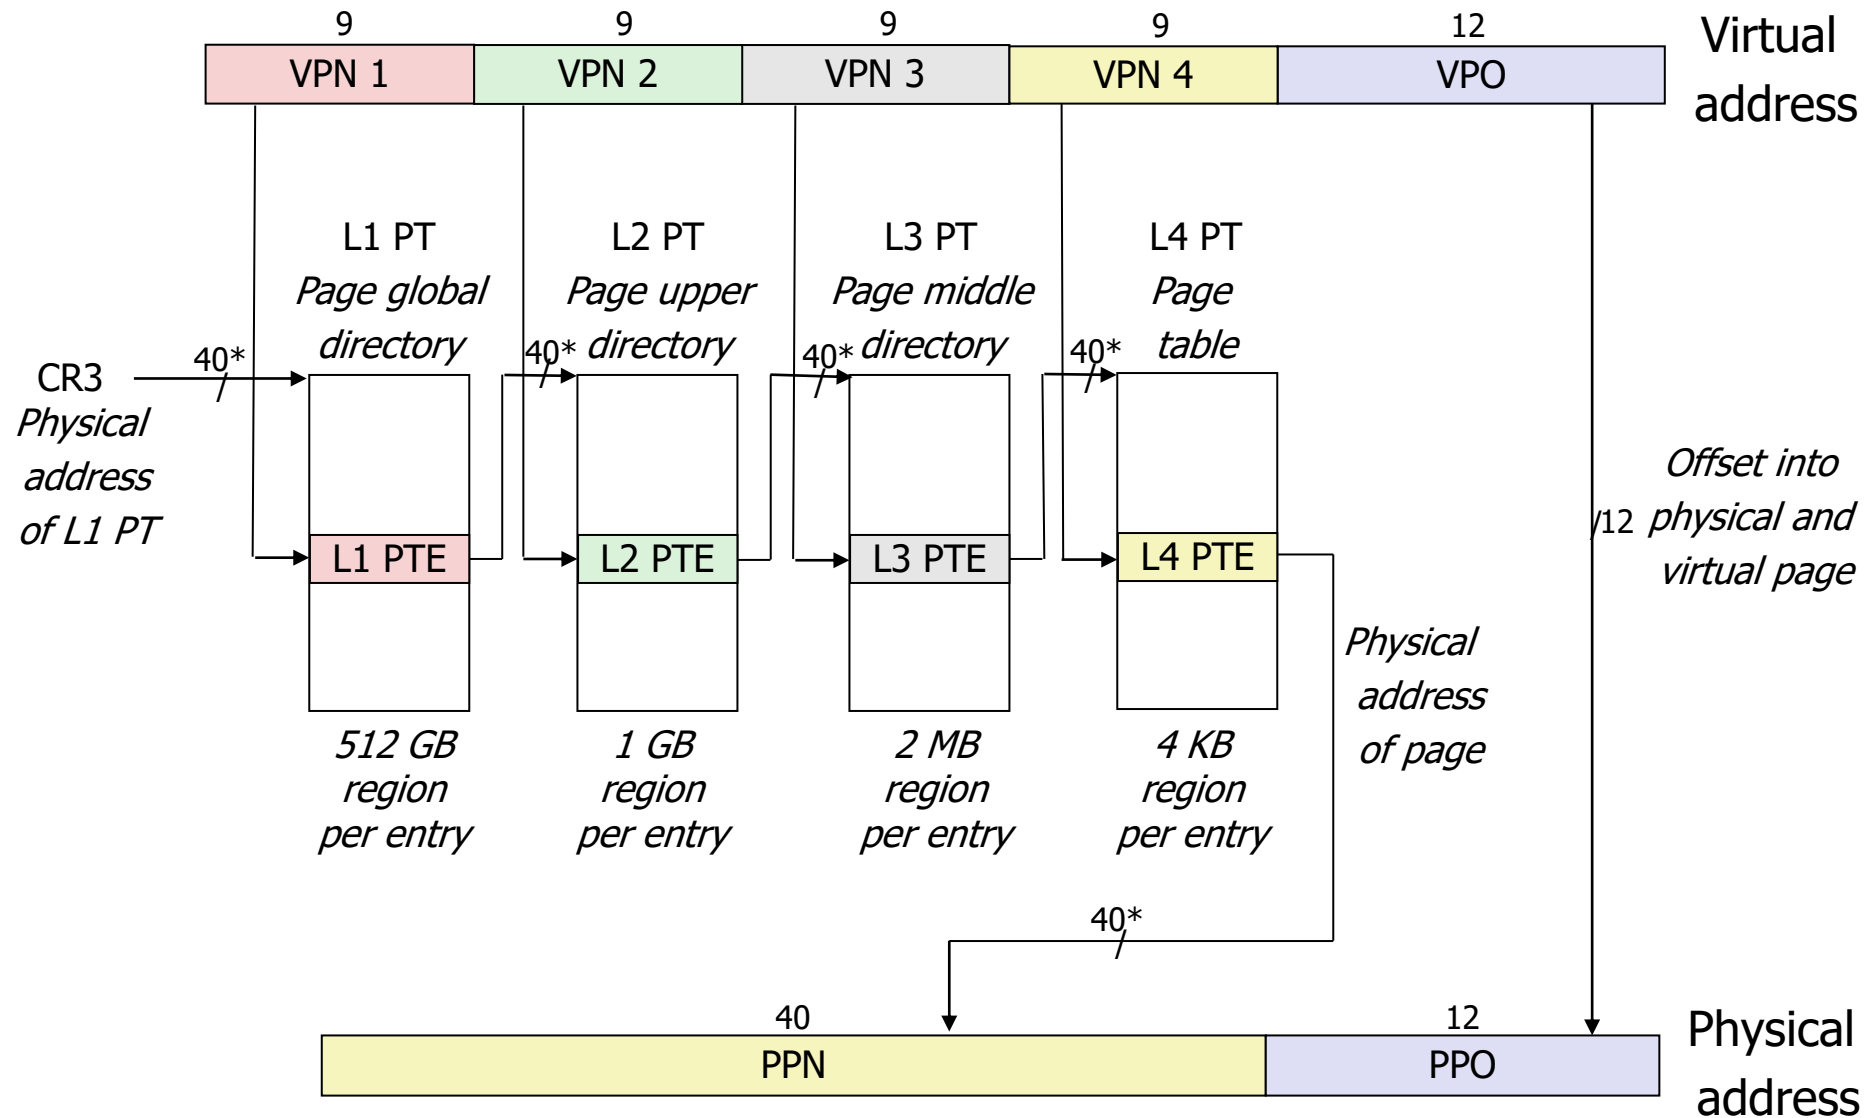 9 9 9 9 12
VPN 1 VPN 2 VPN 3 VPN 4 VPO
Virtual
address
L1 PT
Page global
directory
L2 PT
Page upper
directory
L3 PT
Page middle
directory
L4 PT
Page
table
CR3
Physical
address
of L1 PT
40*
40*
40*
40*
L1 PTE
L2 PTE
L3 PTE
L4 PTE
/12
Offset into
physical and
virtual page
512 GB
region
per entry
1 GB
region
per entry
2 MB
region
per entry
4 KB
region
per entry
Physical
address
of page
40*
40 12
PPN PPO
Physical
address